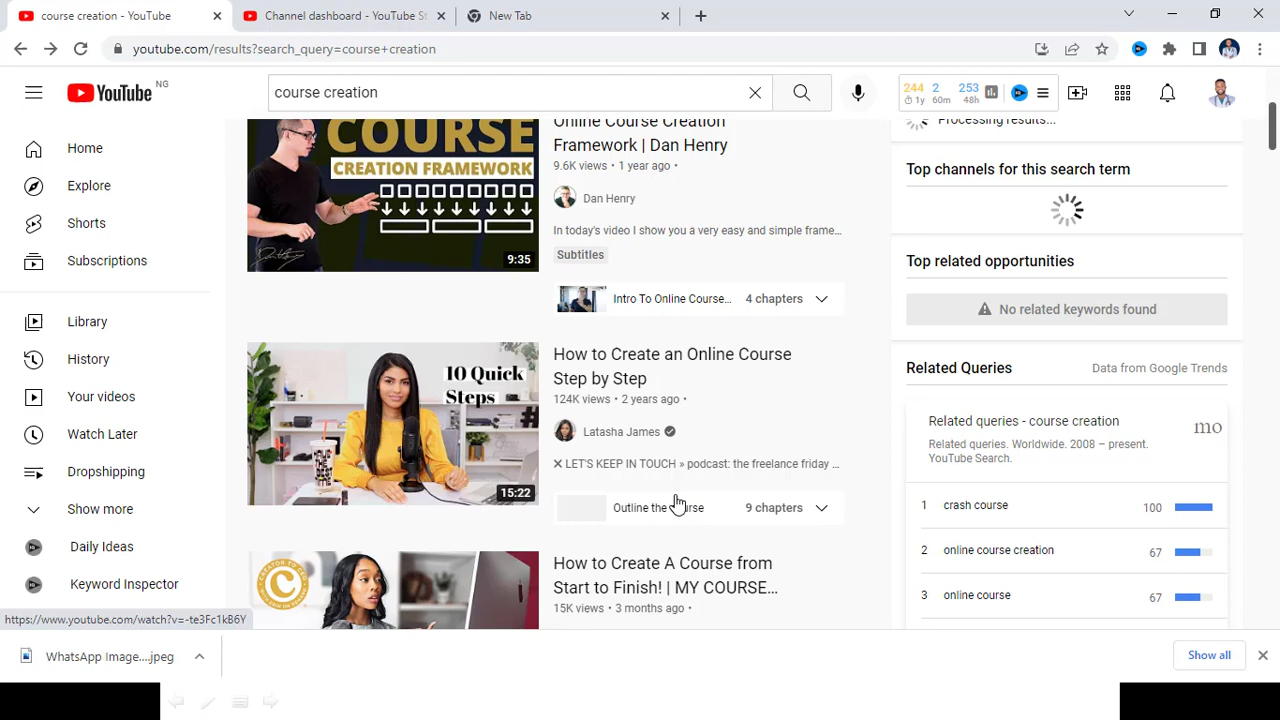 course creation - YouTube
Channel dashboard - YouTube St
New Tab
youtube.com/results?search_query=course+creation
YouTube NG
course creation
244 2 253
1y 60m 48h
Home
Explore
Shorts
Subscriptions
Library
History
Your videos
Watch Later
Dropshipping
Show more
Daily Ideas
Keyword Inspector
COURSE
CREATION FRAMEWORK
9:35
Online Course Creation
Framework | Dan Henry
9.6K views • 1 year ago •
Dan Henry
In today's video I show you a very easy and simple frame...
Subtitles
Intro To Online Course... 4 chapters
10 Quick
Steps
15:22
How to Create an Online Course
Step by Step
124K views • 2 years ago •
Latasha James
✕ LET'S KEEP IN TOUCH » podcast: the freelance friday ...
Outline the 9 chapters
CREATOR TO CEO
How to Create A Course from
Start to Finish! | MY COURSE...
15K views • 3 months ago •
Processing results...
Top channels for this search term
Top related opportunities
No related keywords found
Related Queries Data from Google Trends
Related queries - course creation
Related queries. Worldwide. 2008 – present.
YouTube Search.
mo
1 crash course 100
2 online course creation 67
3 online course 67
https://www.youtube.com/watch?v=-te3Fc1kB6Y
WhatsApp Image....jpeg
Show all